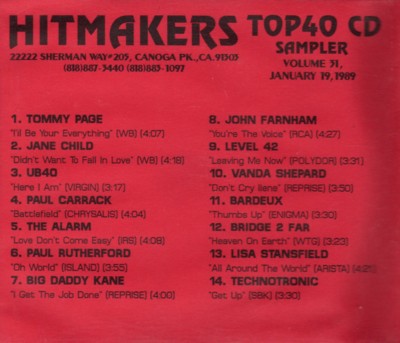 HITMAKERS TOP40 CD
SAMPLER
22222 SHERMAN WAY#205, CANOGA PK.,CA.91303
(818)887-3440 (818)883-1097
VOLUME 31,
JANUARY 19,1989
1. TOMMY PAGE
"I'll Be Your Everything" (WB) (4:07)
2. JANE CHILD
"Didn't Want To Fall In Love" (WB) (4:18)
3. UB40
"Here I Am" (VIRGIN) (3:17)
4. PAUL CARRACK
"Battlefield" (CHRYSALIS) (4:04)
5. THE ALARM
"Love Don't Come Easy" (IRS) (4:08)
6. PAUL RUTHERFORD
"Oh World" (ISLAND) (3:55)
7. BIG DADDY KANE
"I Get The Job Done" (REPRISE) (4:00)
8. JOHN FARNHAM
"You're The Voice" (RCA) (4:27)
9. LEVEL 42
"Leaving Me Now" (POLYDOR) (3:31)
10. VANDA SHEPARD
"Don't Cry Ilene" (REPRISE) (3:50)
11. BARDEUX
"Thumbs Up" (ENIGMA) (3:30)
12. BRIDGE 2 FAR
"Heaven On Earth" (WTG) (3:23)
13. LISA STANSFIELD
"All Around The World" (ARISTA) (4:21)
14. TECHNOTRONIC
"Get Up" (SBK) (3:30)